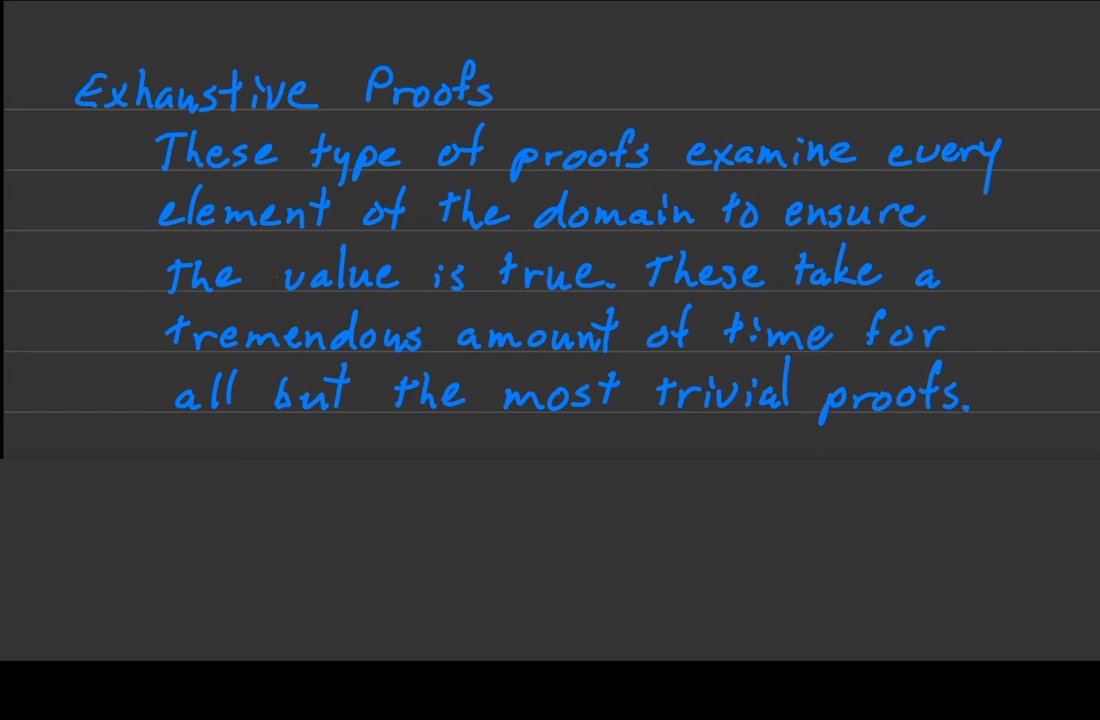 Exhaustive Proofs
These type of proofs examine every
element of the domain to ensure
the value is true. These take a
tremendous amount of time for
all but the most trivial proofs.